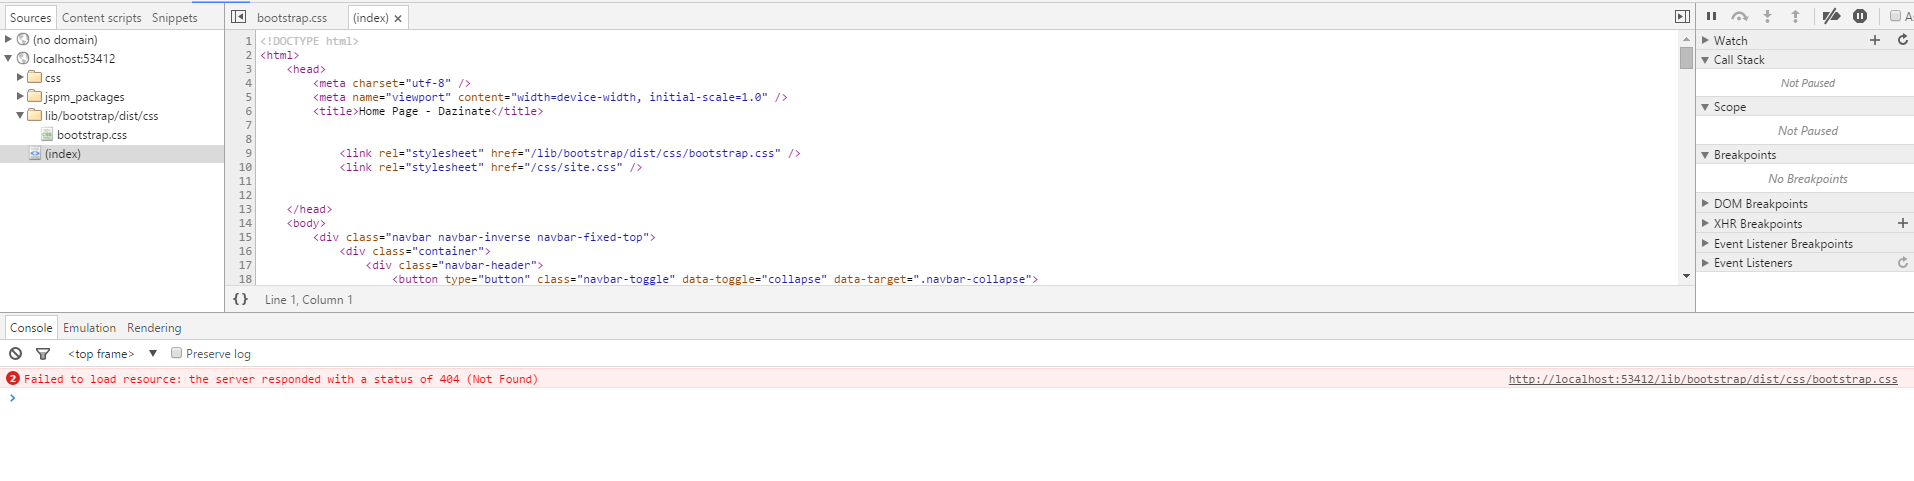 Sources Content scripts Snippets
(no domain)
localhost:53412
css
jspm_packages
lib/bootstrap/dist/css
bootstrap.css
(index)
bootstrap.css (index) ×
1 <!DOCTYPE html>
2 <html>
3 <head>
4 <meta charset="utf-8" />
5 <meta name="viewport" content="width=device-width, initial-scale=1.0" />
6 <title>Home Page - Dazinate</title>
7
8
9 <link rel="stylesheet" href="/lib/bootstrap/dist/css/bootstrap.css" />
10 <link rel="stylesheet" href="/css/site.css" />
11
12
13 </head>
14 <body>
15 <div class="navbar navbar-inverse navbar-fixed-top">
16 <div class="container">
17 <div class="navbar-header">
18 <button type="button" class="navbar-toggle" data-toggle="collapse" data-target=".navbar-collapse">
{} Line 1, Column 1
As
Watch
Call Stack
Not Paused
Scope
Not Paused
Breakpoints
No Breakpoints
DOM Breakpoints
XHR Breakpoints
Event Listener Breakpoints
Event Listeners
Console Emulation Rendering
<top frame> ▼ Preserve log
2 Failed to load resource: the server responded with a status of 404 (Not Found) http://localhost:53412/lib/bootstrap/dist/css/bootstrap.css
>